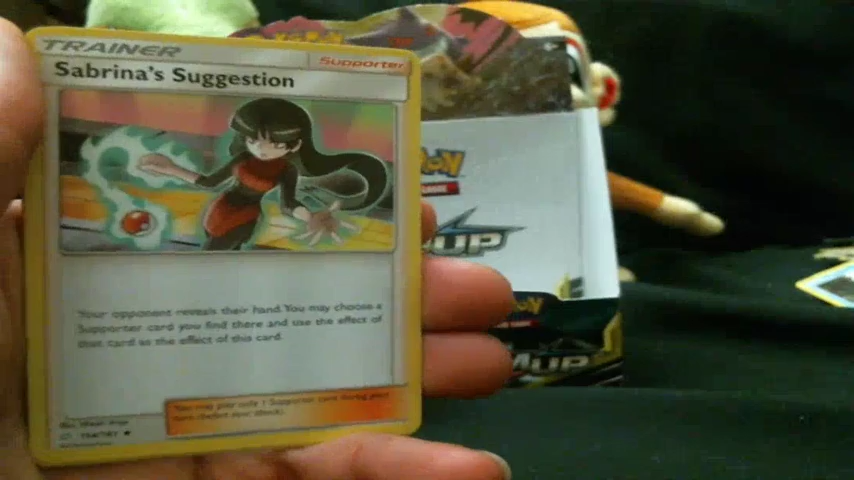 TRAINER
Supporter
Sabrina's Suggestion
Your opponent reveals their hand. You may choose a
Supporter card you find there and use the effect of
that card as the effect of this card.
You may play only 1 Supporter card during your
turn (before your attack).